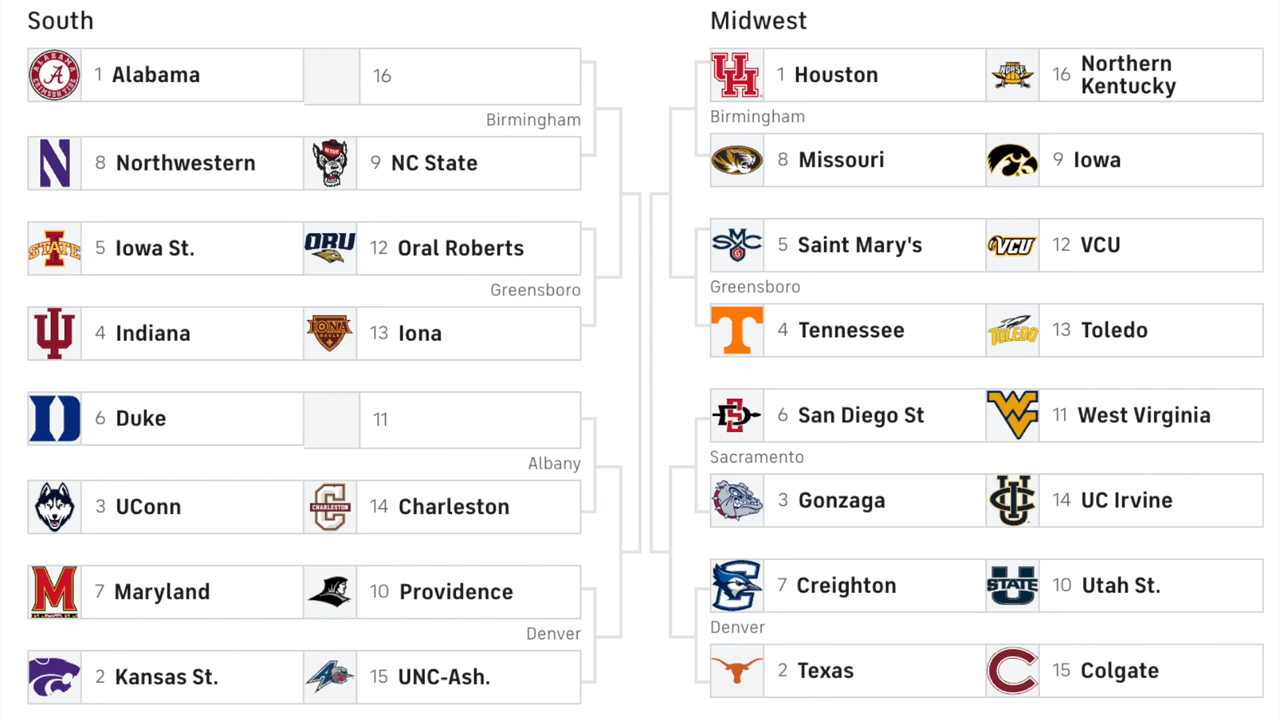 South
1 Alabama 16
Birmingham
8 Northwestern 9 NC State
5 Iowa St. 12 Oral Roberts
Greensboro
4 Indiana 13 Iona
6 Duke 11
Albany
3 UConn 14 Charleston
7 Maryland 10 Providence
Denver
2 Kansas St. 15 UNC-Ash.
Midwest
1 Houston 16 Northern
Kentucky
Birmingham
8 Missouri 9 Iowa
5 Saint Mary's 12 VCU
Greensboro
4 Tennessee 13 Toledo
6 San Diego St 11 West Virginia
Sacramento
3 Gonzaga 14 UC Irvine
7 Creighton 10 Utah St.
Denver
2 Texas 15 Colgate